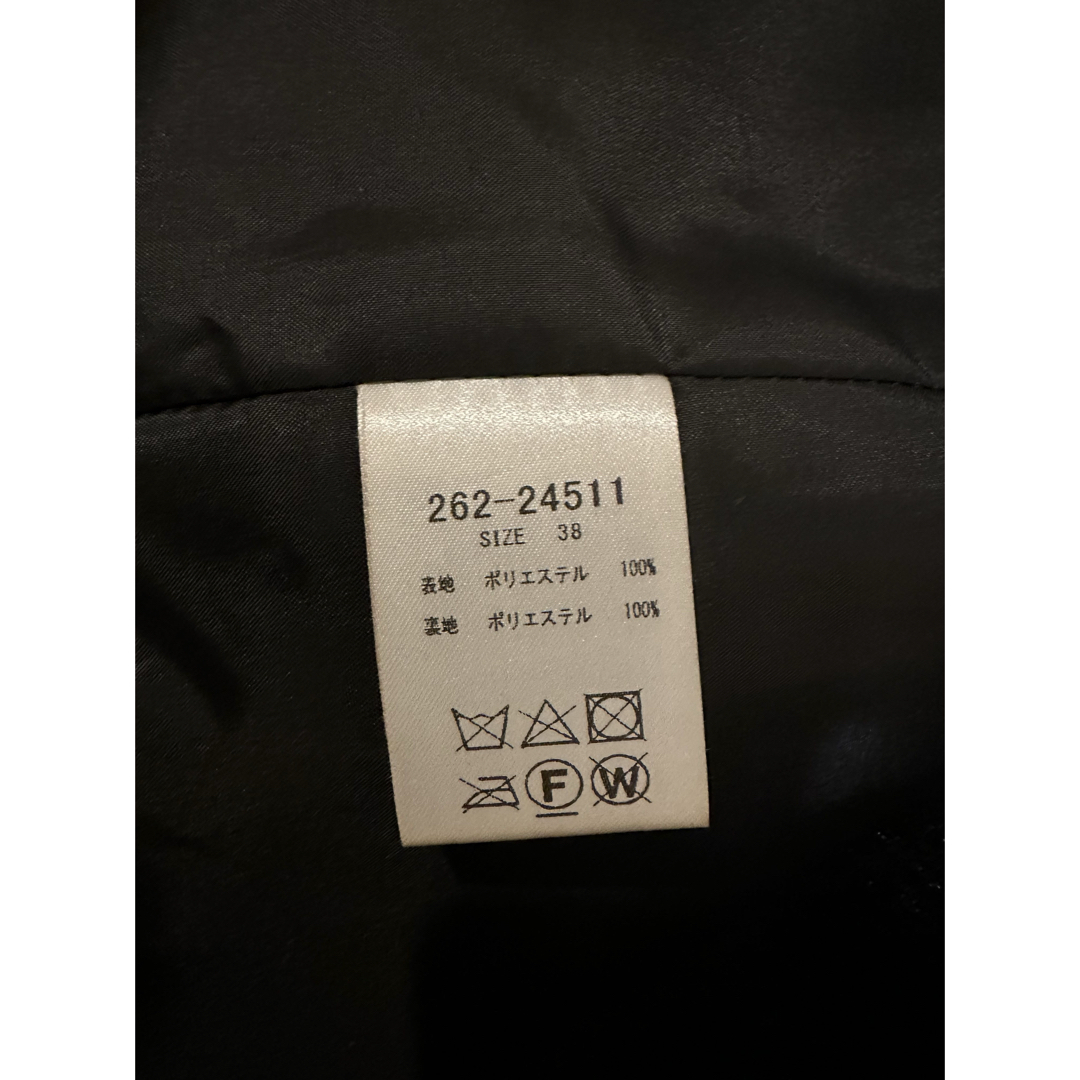 262-24511
SIZE 38
表地 ポリエステル 100%
裏地 ポリエステル 100%
F W